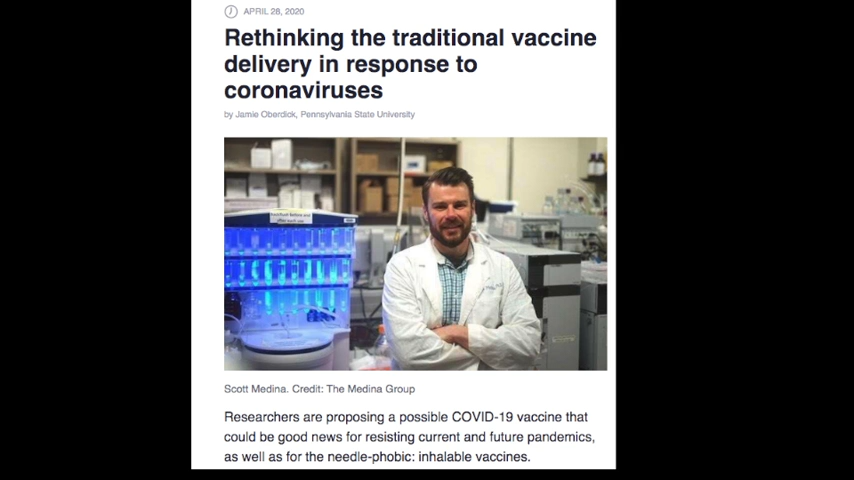 APRIL 28, 2020
Rethinking the traditional vaccine
delivery in response to
coronaviruses
by Jamie Oberdick, Pennsylvania State University
Scott Medina. Credit: The Medina Group
Researchers are proposing a possible COVID-19 vaccine that
could be good news for resisting current and future pandemics,
as well as for the needle-phobic: inhalable vaccines.